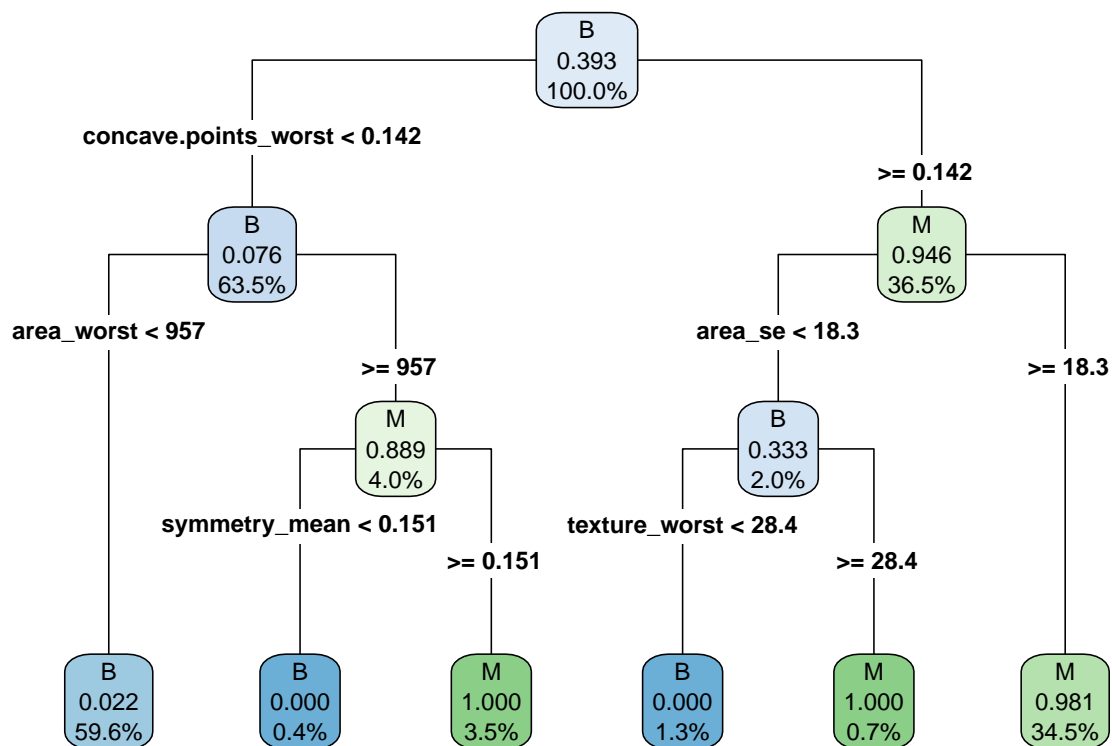 B
0.393
100.0%
concave.points_worst < 0.142
>= 0.142
B
0.076
63.5%
M
0.946
36.5%
area_worst < 957
>= 957
area_se < 18.3
>= 18.3
M
0.889
4.0%
B
0.333
2.0%
symmetry_mean < 0.151
>= 0.151
texture_worst < 28.4
>= 28.4
B
0.022
59.6%
B
0.000
0.4%
M
1.000
3.5%
B
0.000
1.3%
M
1.000
0.7%
M
0.981
34.5%